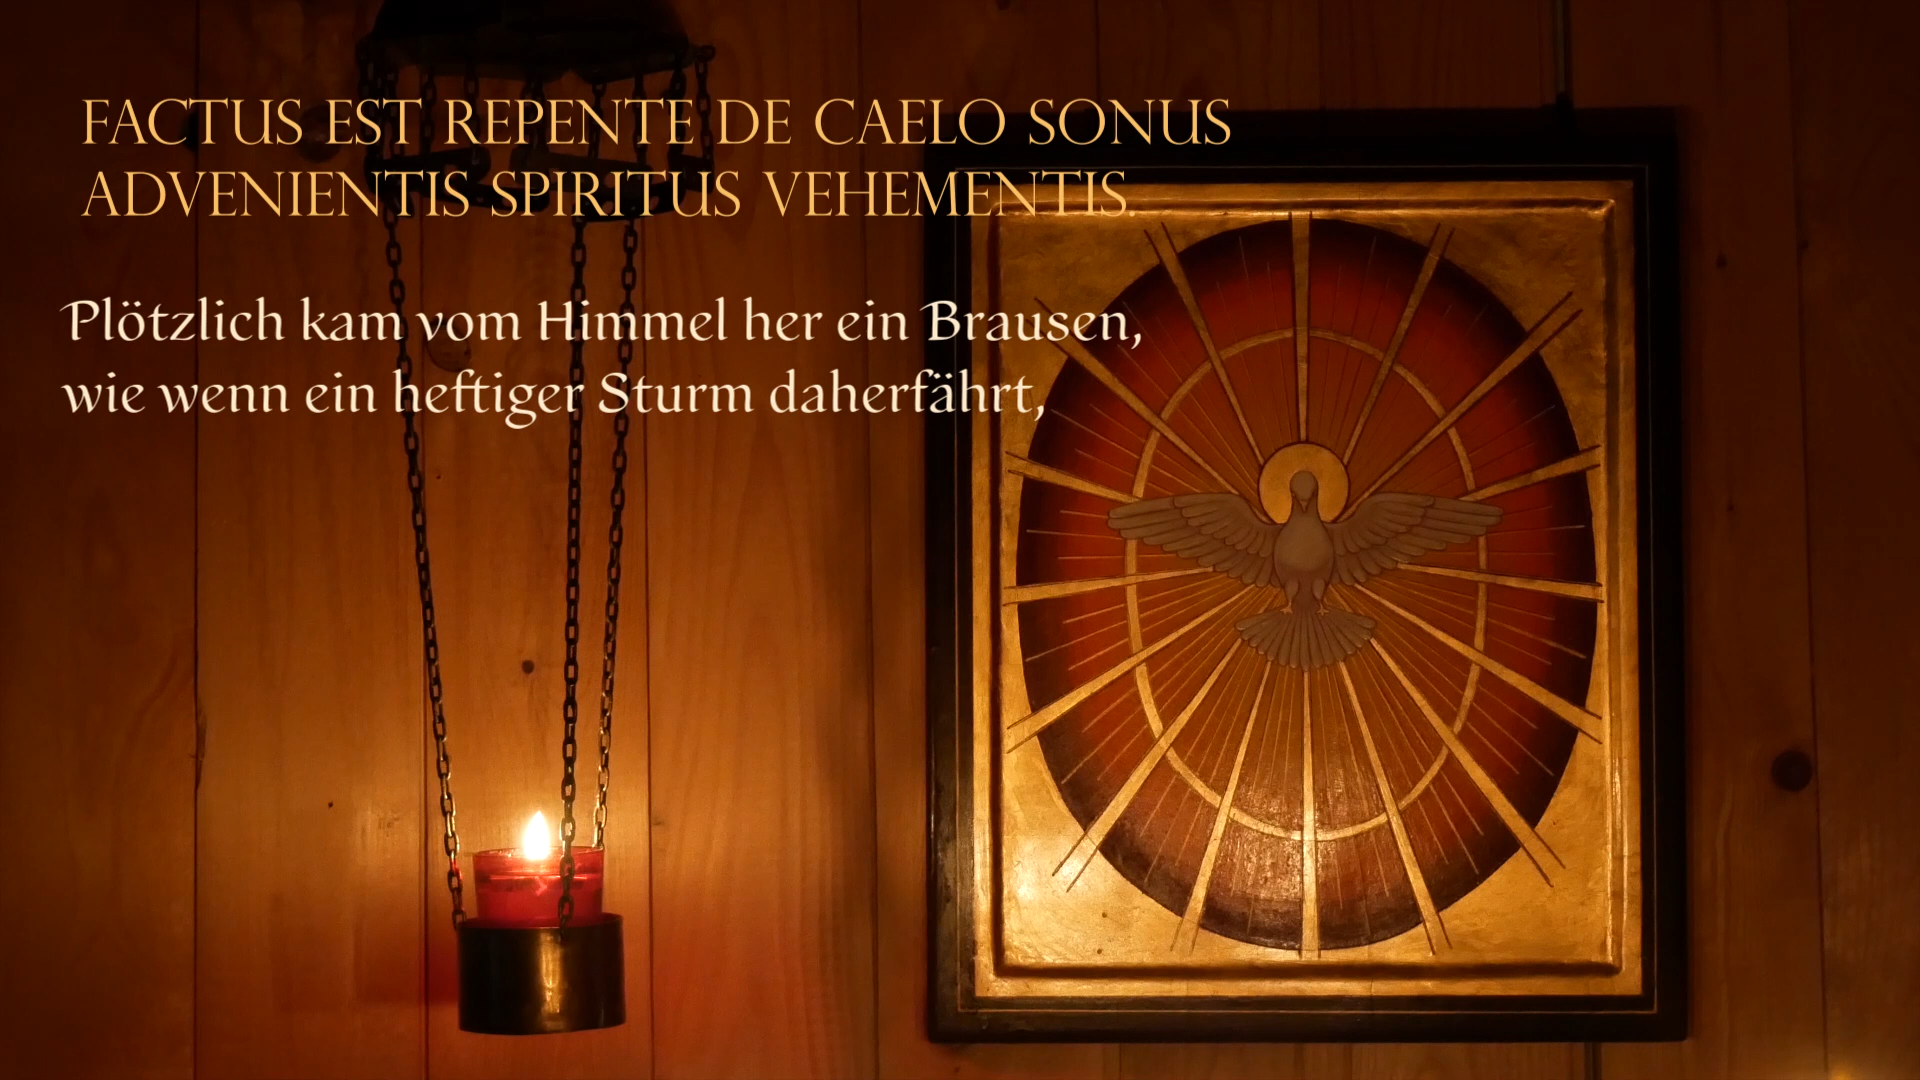 FACTUS EST REPENTE DE CAELO SONUS
ADVENIENTIS SPIRITUS VEHEMENTIS.
Plötzlich kam vom Himmel her ein Brausen,
wie wenn ein heftiger Sturm daherfährt,